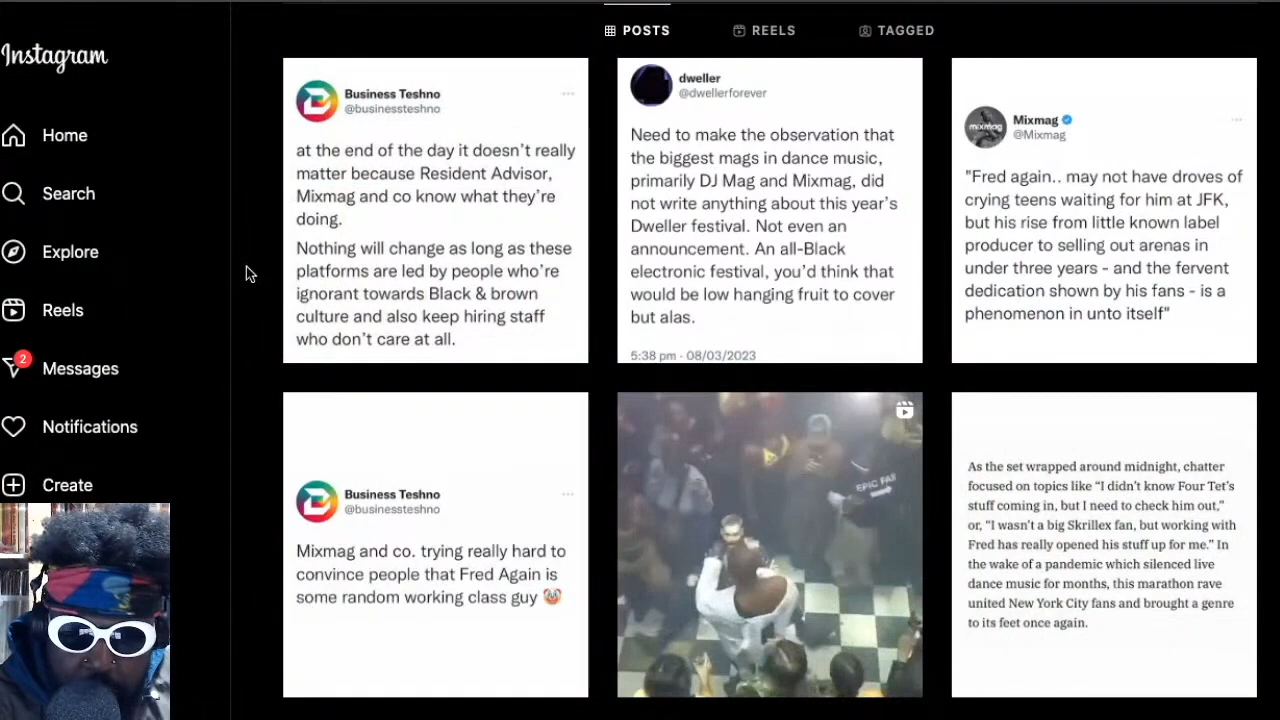 Instagram
Home
Search
Explore
Reels
2
Messages
Notifications
Create
POSTS
REELS
TAGGED
Business Teshno
@businessteshno
at the end of the day it doesn't really
matter because Resident Advisor,
Mixmag and co know what they're
doing.
Nothing will change as long as these
platforms are led by people who're
ignorant towards Black & brown
culture and also keep hiring staff
who don't care at all.
dweller
@dwellerforever
Need to make the observation that
the biggest mags in dance music,
primarily DJ Mag and Mixmag, did
not write anything about this year's
Dweller festival. Not even an
announcement. An all-Black
electronic festival, you'd think that
would be low hanging fruit to cover
but alas.
5:38 pm · 08/03/2023
mixmag
Mixmag
@Mixmag
"Fred again.. may not have droves of
crying teens waiting for him at JFK,
but his rise from little known label
producer to selling out arenas in
under three years - and the fervent
dedication shown by his fans - is a
phenomenon in unto itself"
Business Teshno
@businessteshno
Mixmag and co. trying really hard to
convince people that Fred Again is
some random working class guy 🤡
EPIC FAIL
As the set wrapped around midnight, chatter
focused on topics like “I didn't know Four Tet's
stuff coming in, but I need to check him out,”
or, “I wasn't a big Skrillex fan, but working with
Fred has really opened his stuff up for me.” In
the wake of a pandemic which silenced live
dance music for months, this marathon rave
united New York City fans and brought a genre
to its feet once again.